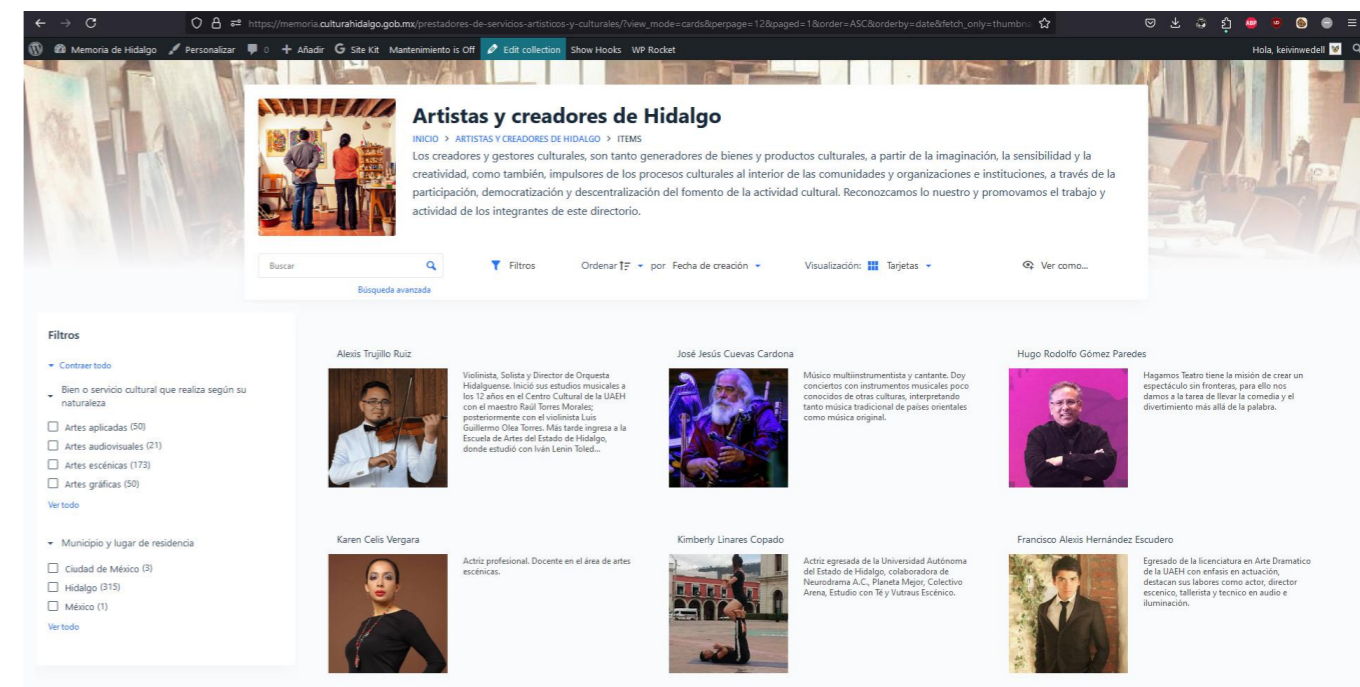 https://memoria.culturahidalgo.gob.mx/prestadores-de-servicios-artisticos-y-culturales/?view_mode=cards&perpage=12&paged=1&order=ASC&orderby=date&fetch_only=thumbna
Memoria de Hidalgo Personalizar 0 + Añadir G Site Kit Mantenimiento is Off Edit collection Show Hooks WP Rocket Hola, keivinwedell
Artistas y creadores de Hidalgo
INICIO > ARTISTAS Y CREADORES DE HIDALGO > ITEMS
Los creadores y gestores culturales, son tanto generadores de bienes y productos culturales, a partir de la imaginación, la sensibilidad y la
creatividad, como también, impulsores de los procesos culturales al interior de las comunidades y organizaciones e instituciones, a través de la
participación, democratización y descentralización del fomento de la actividad cultural. Reconozcamos lo nuestro y promovamos el trabajo y
actividad de los integrantes de este directorio.
Buscar Filtros Ordenar por Fecha de creación Visualización: Tarjetas Ver como...
Búsqueda avanzada
Filtros
Contraer todo
Bien o servicio cultural que realiza según su
naturaleza
Artes aplicadas (50)
Artes audiovisuales (21)
Artes escénicas (173)
Artes gráficas (50)
Ver todo
Municipio y lugar de residencia
Ciudad de México (3)
Hidalgo (315)
México (1)
Ver todo
Alexis Trujillo Ruiz
Violinista, Solista y Director de Orquesta
Hidalguense. Inició sus estudios musicales a
los 12 años en el Centro Cultural de la UAEH
con el maestro Raúl Torres Morales;
posteriormente con el violinista Luis
Guillermo Olea Torres. Más tarde ingresa a la
Escuela de Artes del Estado de Hidalgo,
donde estudió con Iván Lenin Toled...
José Jesús Cuevas Cardona
Músico multiinstrumentista y cantante. Doy
conciertos con instrumentos musicales poco
conocidos de otras culturas, interpretando
tanto música tradicional de países orientales
como música original.
Hugo Rodolfo Gómez Paredes
Hagamos Teatro tiene la misión de crear un
espectáculo sin fronteras, para ello nos
damos a la tarea de llevar la comedia y el
divertimiento más allá de la palabra.
Karen Celis Vergara
Actriz profesional. Docente en el área de artes
escénicas.
Kimberly Linares Copado
Actriz egresada de la Universidad Autónoma
del Estado de Hidalgo, colaboradora de
Neurodrama A.C., Planeta Mejor, Colectivo
Arena, Estudio con Té y Vutraus Escénico.
Francisco Alexis Hernández Escudero
Egresado de la licenciatura en Arte Dramatico
de la UAEH con enfasis en actuación,
destacan sus labores como actor, director
escenico, tallerista y tecnico en audio e
iluminación.